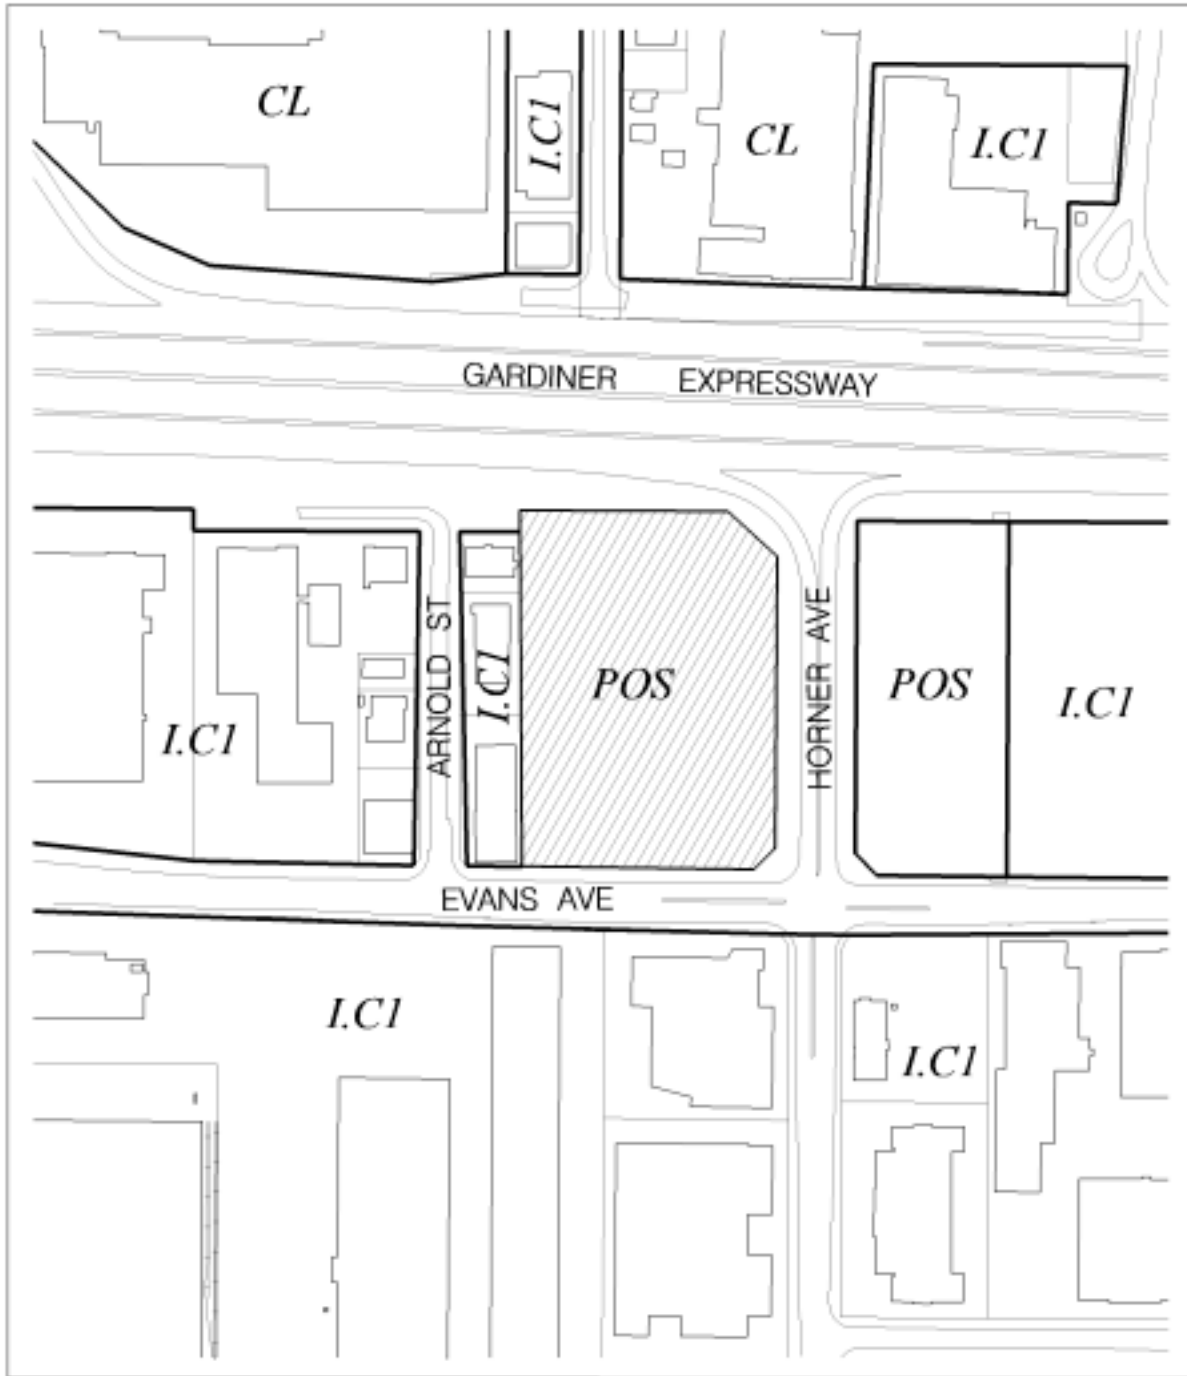 CL
I.C1
CL
I.C1
GARDINER EXPRESSWAY
I.C1
ARNOLD ST
I.C1
POS
HORNER AVE
POS
I.C1
EVANS AVE
I.C1
I.C1